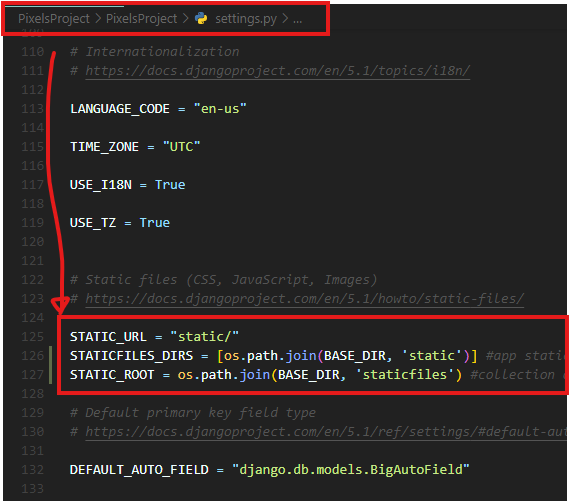 PixelsProject > PixelsProject > settings.py > ...
109
110 # Internationalization
111 # https://docs.djangoproject.com/en/5.1/topics/i18n/
112
113 LANGUAGE_CODE = "en-us"
114
115 TIME_ZONE = "UTC"
116
117 USE_I18N = True
118
119 USE_TZ = True
120
121
122 # Static files (CSS, JavaScript, Images)
123 # https://docs.djangoproject.com/en/5.1/howto/static-files/
124
125 STATIC_URL = "static/"
126 STATICFILES_DIRS = [os.path.join(BASE_DIR, 'static')] #app stati
127 STATIC_ROOT = os.path.join(BASE_DIR, 'staticfiles') #collection
128
129 # Default primary key field type
130 # https://docs.djangoproject.com/en/5.1/ref/settings/#default-au
131
132 DEFAULT_AUTO_FIELD = "django.db.models.BigAutoField"
133